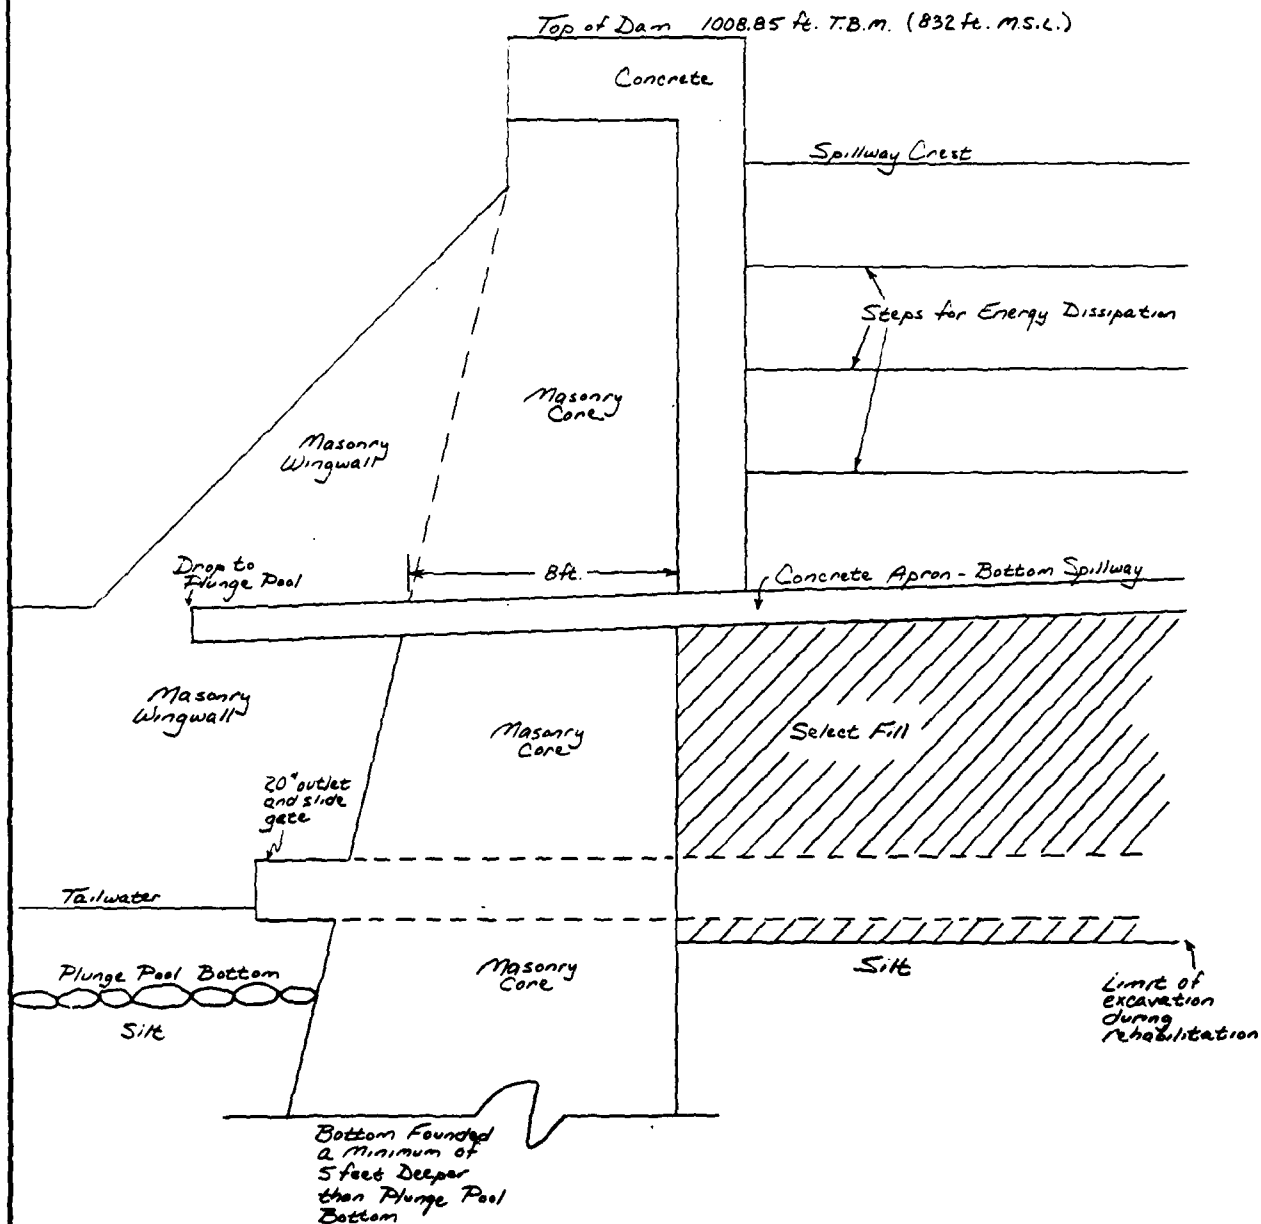 Top of Dam 1008.85 ft. T.B.M. (832 ft. M.S.L.)
Concrete
Spillway Crest
Steps for Energy Dissipation
Masonry
Core
Masonry
Wingwall
Drop to
Plunge Pool
8ft.
Concrete Apron - Bottom Spillway
Masonry
Wingwall
Masonry
Core
Select Fill
20" outlet
and slide
gate
Tailwater
Plunge Pool Bottom
Silt
Masonry
Core
Silt
Limit of
excavation
during
rehabilitation
Bottom Founded
a Minimum of
5 feet Deeper
than Plunge Pool
Bottom